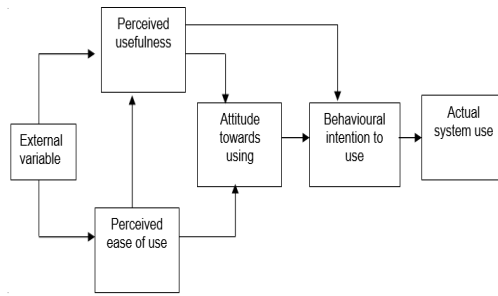 Perceived
usefulness
External
variable
Attitude
towards
using
Behavioural
intention to
use
Actual
system use
Perceived
ease of use